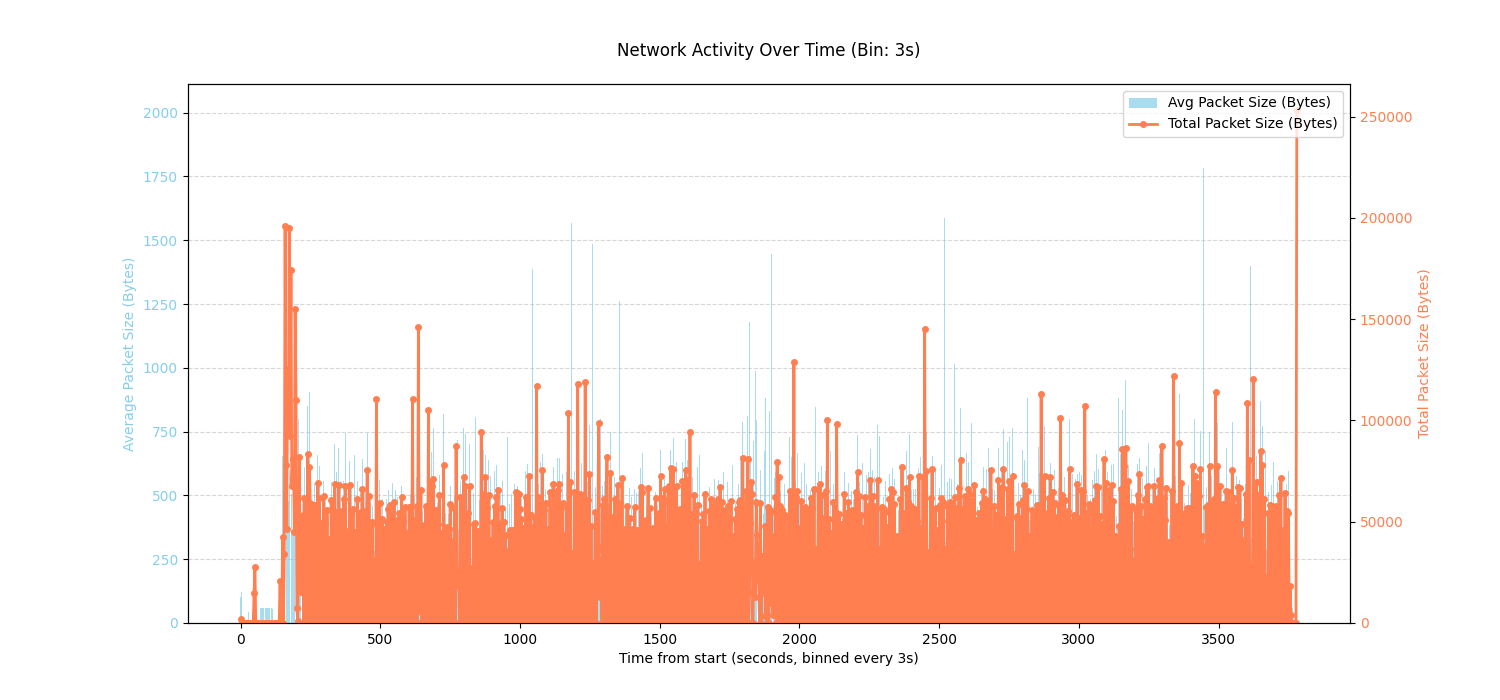 Network Activity Over Time (Bin: 3s)
Avg Packet Size (Bytes)
Total Packet Size (Bytes)
2000
1750
1500
1250
1000
750
500
250
0
Average Packet Size (Bytes)
250000
200000
150000
100000
50000
0
Total Packet Size (Bytes)
0 500 1000 1500 2000 2500 3000 3500
Time from start (seconds, binned every 3s)